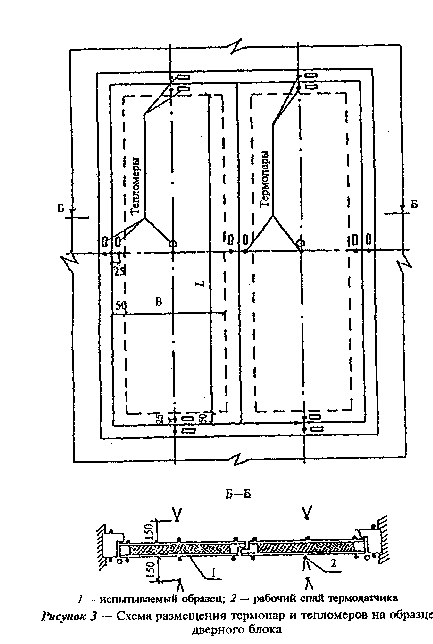 Тепломеры
Термопары
Б
Б
25
50
В
L
25
50
Б—Б
150
150
1
2
1 - испытываемый образец; 2 — рабочий спай термодатчика
Рисунок 3 — Схема размещения термопар и тепломеров на образце
дверного блока